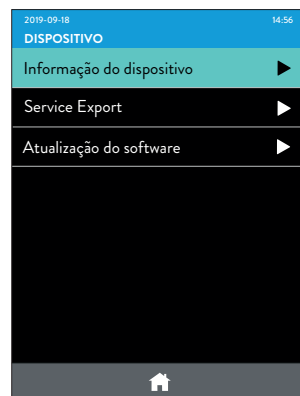 2019-09-18 14:56
DISPOSITIVO
Informação do dispositivo
Service Export
Atualização do software